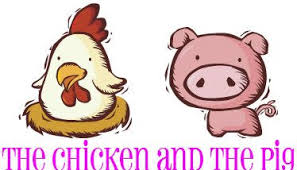 The Chicken and The Pig